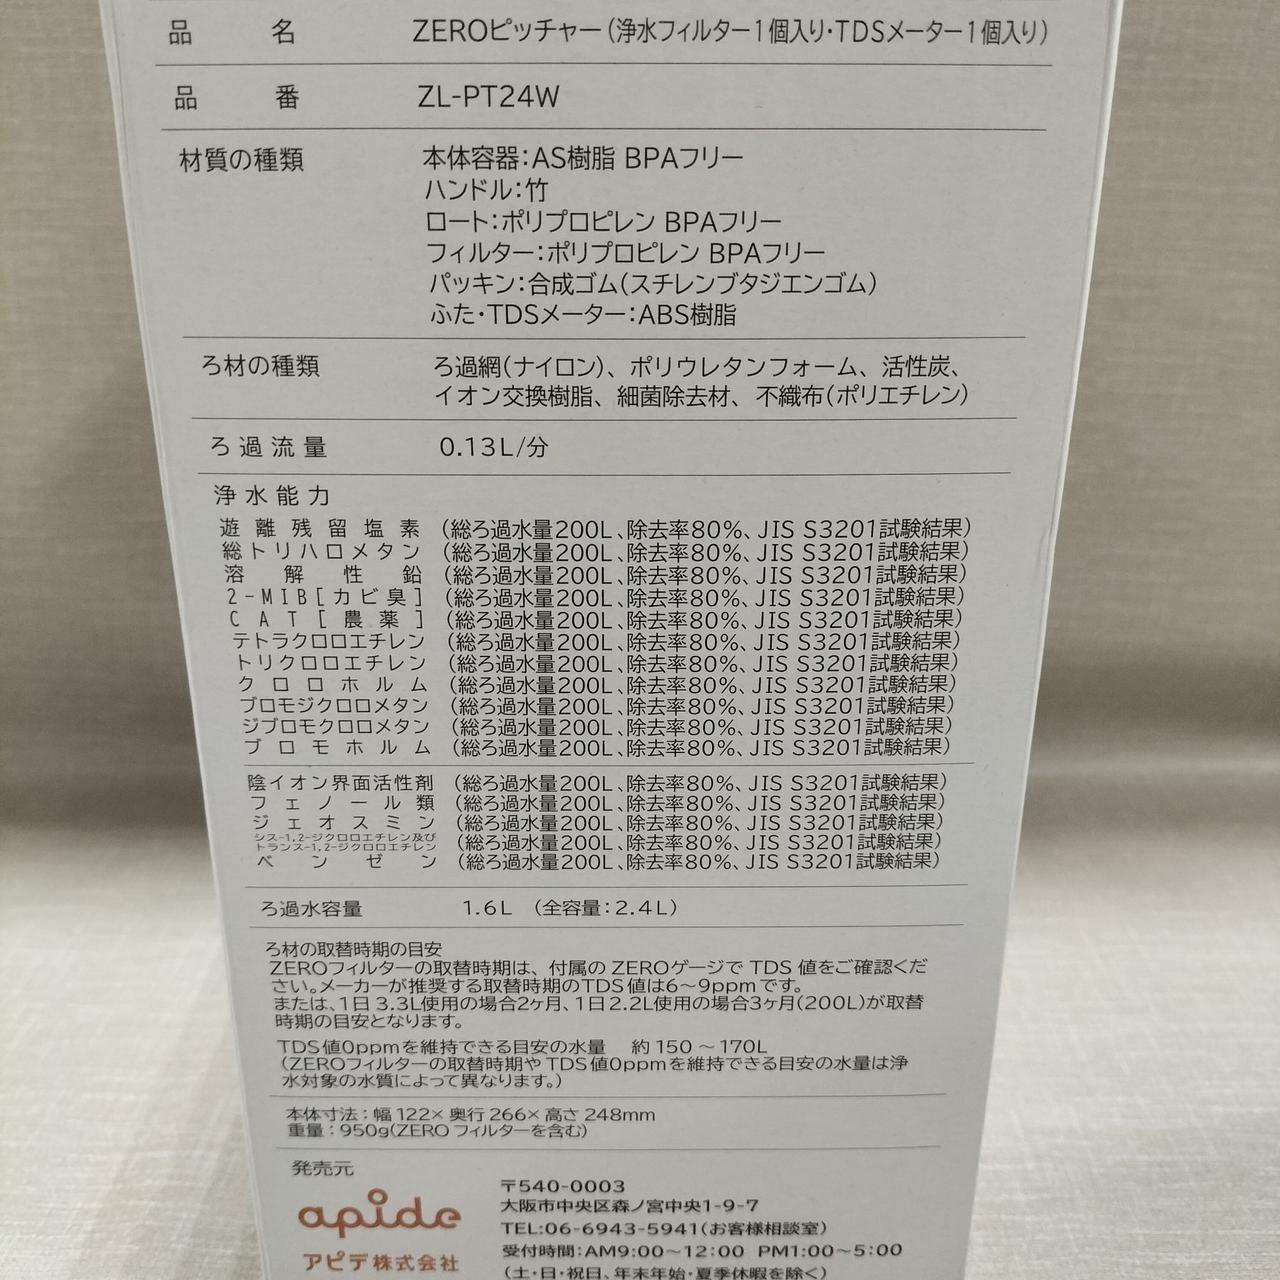 品名 ZEROピッチャー(浄水フィルター1個入り・TDSメーター1個入り)
品番 ZL-PT24W
材質の種類 本体容器:AS樹脂 BPAフリー
ハンドル:竹
ロート:ポリプロピレン BPAフリー
フィルター:ポリプロピレン BPAフリー
パッキン:合成ゴム(スチレンブタジエンゴム)
ふた・TDSメーター:ABS樹脂
ろ材の種類 ろ過網(ナイロン)、ポリウレタンフォーム、活性炭、
イオン交換樹脂、細菌除去材、不織布(ポリエチレン)
ろ過流量 0.13L/分
浄水能力
遊離残留塩素 (総ろ過水量200L、除去率80%、JIS S3201試験結果)
総トリハロメタン (総ろ過水量200L、除去率80%、JIS S3201試験結果)
溶解性鉛 (総ろ過水量200L、除去率80%、JIS S3201試験結果)
2-MIB[カビ臭] (総ろ過水量200L、除去率80%、JIS S3201試験結果)
CAT[農薬] (総ろ過水量200L、除去率80%、JIS S3201試験結果)
テトラクロロエチレン (総ろ過水量200L、除去率80%、JIS S3201試験結果)
トリクロロエチレン (総ろ過水量200L、除去率80%、JIS S3201試験結果)
クロロホルム (総ろ過水量200L、除去率80%、JIS S3201試験結果)
ブロモジクロロメタン (総ろ過水量200L、除去率80%、JIS S3201試験結果)
ジブロモクロロメタン (総ろ過水量200L、除去率80%、JIS S3201試験結果)
ブロモホルム (総ろ過水量200L、除去率80%、JIS S3201試験結果)
陰イオン界面活性剤 (総ろ過水量200L、除去率80%、JIS S3201試験結果)
フェノール類 (総ろ過水量200L、除去率80%、JIS S3201試験結果)
ジェオスミン (総ろ過水量200L、除去率80%、JIS S3201試験結果)
シス-1,2-ジクロロエチレン及び
トランス-1,2-ジクロロエチレン (総ろ過水量200L、除去率80%、JIS S3201試験結果)
ベンゼン (総ろ過水量200L、除去率80%、JIS S3201試験結果)
ろ過水容量 1.6L (全容量:2.4L)
ろ材の取替時期の目安
ZEROフィルターの取替時期は、付属のZEROゲージでTDS値をご確認くだ
さい。メーカーが推奨する取替時期のTDS値は6~9ppmです。
または、1日3.3L使用の場合2ヶ月、1日2.2L使用の場合3ヶ月(200L)が取替
時期の目安となります。
TDS値0ppmを維持できる目安の水量 約150~170L
(ZEROフィルターの取替時期やTDS値0ppmを維持できる目安の水量は浄
水対象の水質によって異なります。)
本体寸法:幅122×奥行266×高さ248mm
重量:950g(ZEROフィルターを含む)
発売元
apide
アピデ株式会社
〒540-0003
大阪市中央区森ノ宮中央1-9-7
TEL:06-6943-5941(お客様相談室)
受付時間:AM9:00~12:00 PM1:00~5:00
(土・日・祝日、年末年始・夏季休暇を除く)